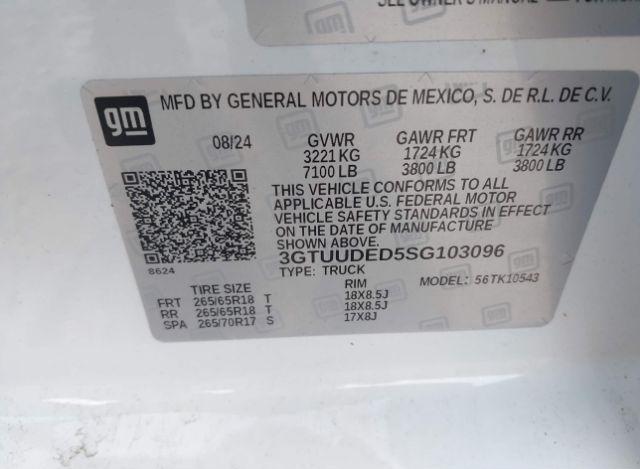 SEE OWNER'S MANUAL
gm
MFD BY GENERAL MOTORS DE MEXICO, S. DE R.L. DE C.V.
08/24 GVWR GAWR FRT GAWR RR
3221 KG 1724 KG 1724 KG
7100 LB 3800 LB 3800 LB
THIS VEHICLE CONFORMS TO ALL
APPLICABLE U.S. FEDERAL MOTOR
VEHICLE SAFETY STANDARDS IN EFFECT
ON THE DATE OF MANUFACTURE
SHOWN ABOVE.
8624
3GTUUDED5SG103096
TYPE: TRUCK MODEL: 56TK10543
TIRE SIZE RIM
FRT 265/65R18 T 18X8.5J
RR 265/65R18 T 18X8.5J
SPA 265/70R17 S 17X8J